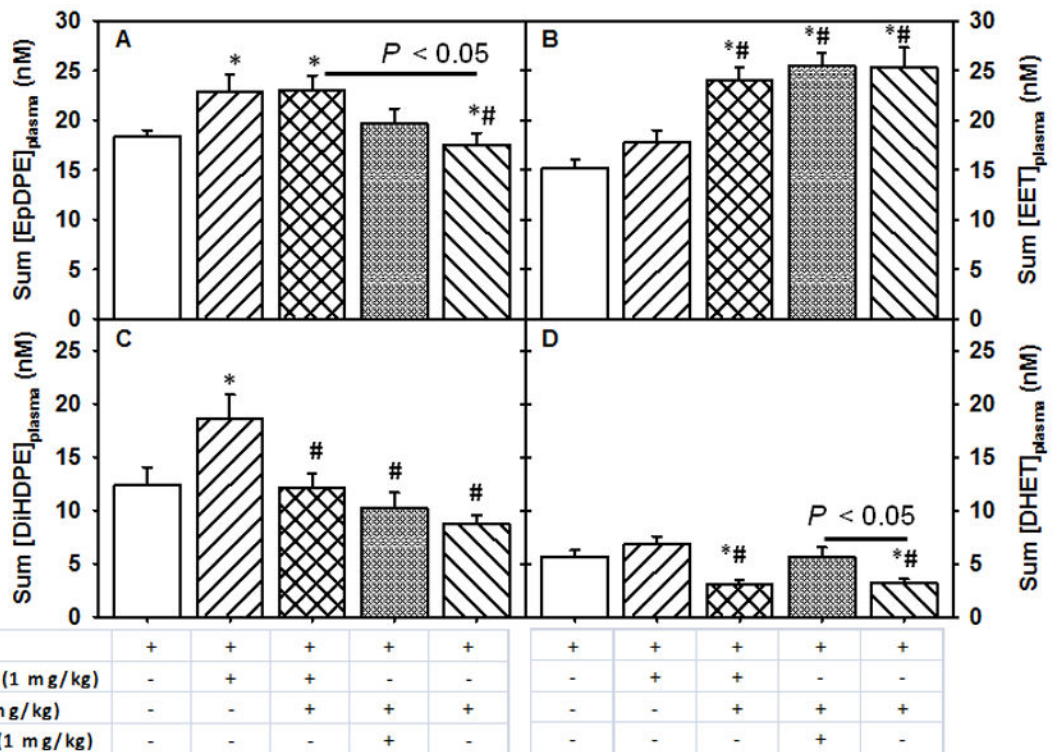 30
25
20
15
10
5
0
Sum [EpDPE]plasma (nM)
A
*
*
P < 0.05
*#
B
*#
*#
*#
30
25
20
15
10
5
0
Sum [EET]plasma (nM)
25
20
15
10
5
0
Sum [DiHDPE]plasma (nM)
C
*
#
#
#
D
*#
P < 0.05
*#
25
20
15
10
5
0
Sum [DHET]plasma (nM)
+ + + + + + + + + +
(1 mg/kg) - + + - - - + + - -
g/kg) - - + + + - - + + +
(1 mg/kg) - - - + - - - - + -